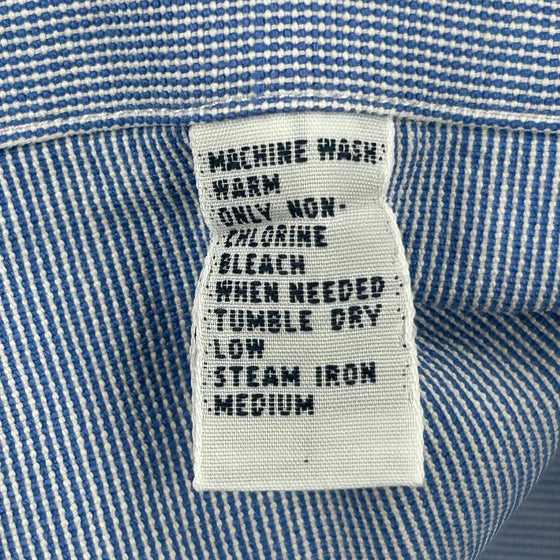 MACHINE WASH
WARM
ONLY NON-
CHLORINE
BLEACH
WHEN NEEDED
TUMBLE DRY
LOW
STEAM IRON
MEDIUM